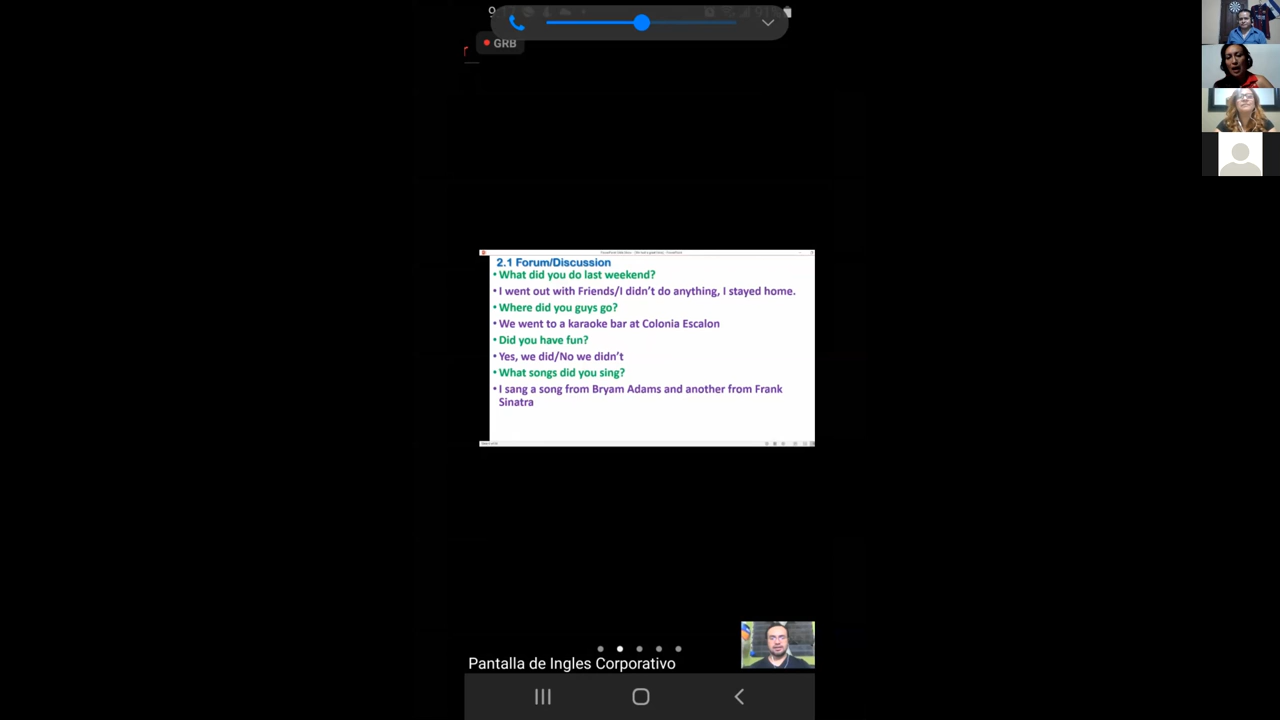 GRB
2.1 Forum/Discussion
• What did you do last weekend?
• I went out with Friends/I didn't do anything, I stayed home.
• Where did you guys go?
• We went to a karaoke bar at Colonia Escalon
• Did you have fun?
• Yes, we did/No we didn't
• What songs did you sing?
• I sang a song from Bryam Adams and another from Frank
Sinatra
Pantalla de Ingles Corporativo